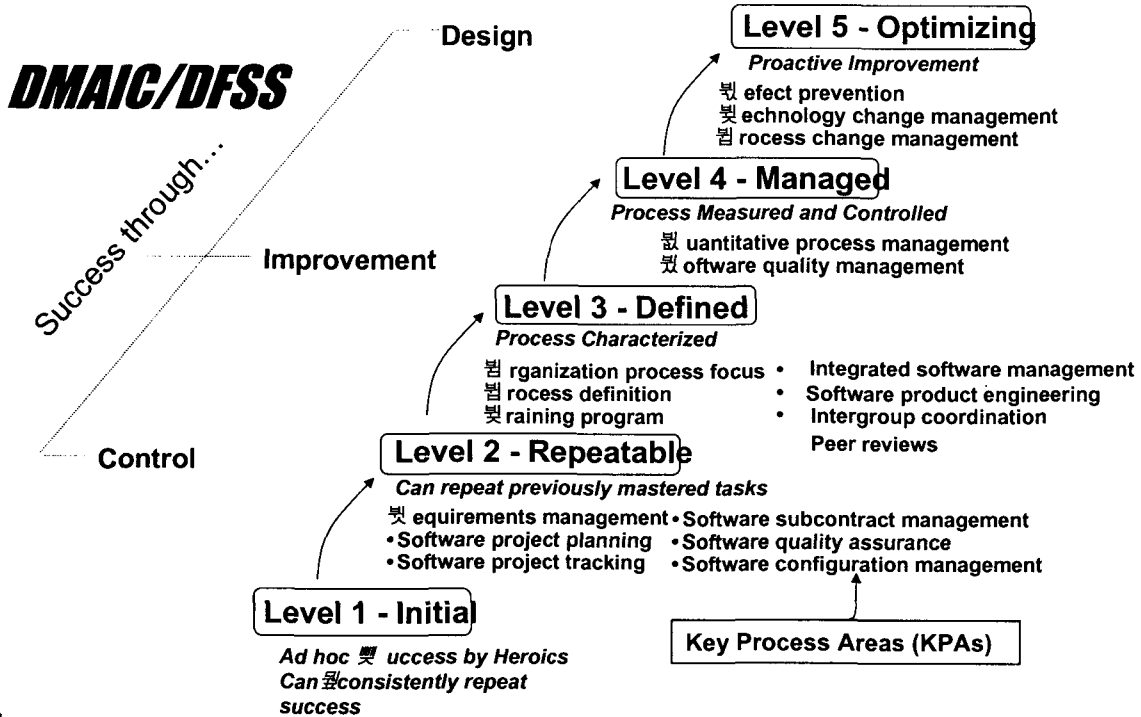 DMAIC/DFSS
Success through...
Design
Improvement
Control
Level 5 - Optimizing
Proactive Improvement
efect prevention
echnology change management
rocess change management
Level 4 - Managed
Process Measured and Controlled
uantitative process management
oftware quality management
Level 3 - Defined
Process Characterized
rganization process focus
rocess definition
raining program
• Integrated software management
• Software product engineering
• Intergroup coordination
Peer reviews
Level 2 - Repeatable
Can repeat previously mastered tasks
equirements management
•Software project planning
•Software project tracking
•Software subcontract management
•Software quality assurance
•Software configuration management
Level 1 - Initial
Ad hoc uccess by Heroics
Can consistently repeat
success
Key Process Areas (KPAs)